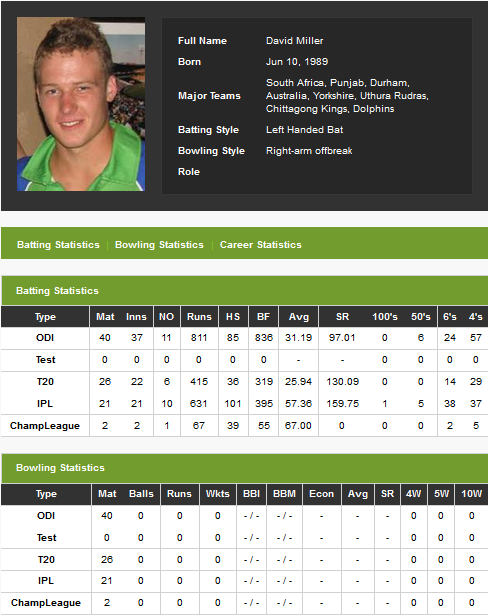 Full Name David Miller
Born Jun 10, 1989
Major Teams South Africa, Punjab, Durham,
Australia, Yorkshire, Uthura Rudras,
Chittagong Kings, Dolphins
Batting Style Left Handed Bat
Bowling Style Right-arm offbreak
Role
Batting Statistics | Bowling Statistics | Career Statistics
Batting Statistics
Type Mat Inns NO Runs HS BF Avg SR 100's 50's 6's 4's
ODI 40 37 11 811 85 836 31.19 97.01 0 6 24 57
Test 0 0 0 0 0 0 - - 0 0 0 0
T20 26 22 6 415 36 319 25.94 130.09 0 0 14 29
IPL 21 21 10 631 101 395 57.36 159.75 1 5 38 37
ChampLeague 2 2 1 67 39 55 67.00 0 0 0 2 5
Bowling Statistics
Type Mat Balls Runs Wkts BBI BBM Econ Avg SR 4W 5W 10W
ODI 40 0 0 0 - / - - / - - - - 0 0 0
Test 0 0 0 0 - / - - / - - - - 0 0 0
T20 26 0 0 0 - / - - / - - - - 0 0 0
IPL 21 0 0 0 - / - - / - - - - 0 0 0
ChampLeague 2 0 0 0 - / - - / - - - - 0 0 0